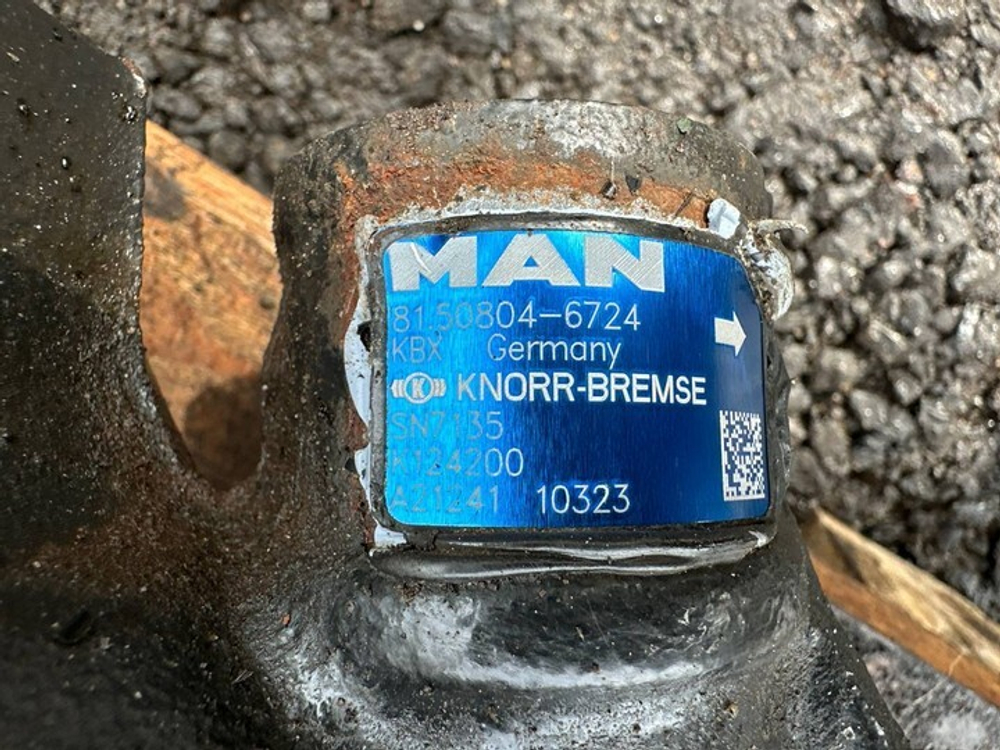 MAN
81.50804-6724
KBX Germany
K KNORR-BREMSE
SN7135
K124200
A21241 10323